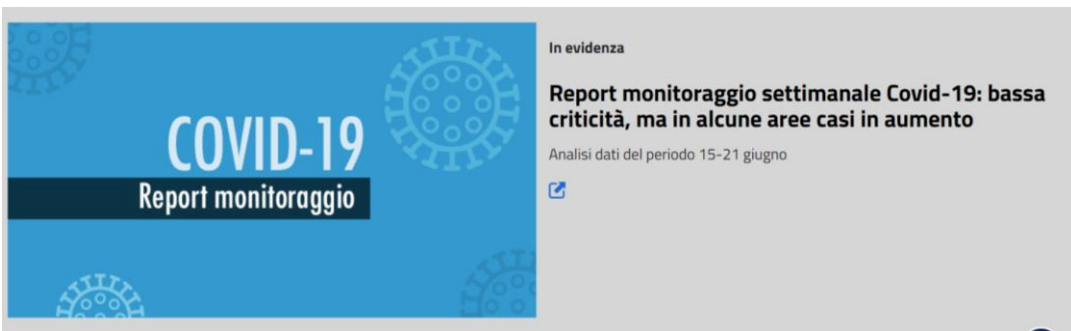 COVID-19
Report monitoraggio
In evidenza
Report monitoraggio settimanale Covid-19: bassa
criticità, ma in alcune aree casi in aumento
Analisi dati del periodo 15-21 giugno